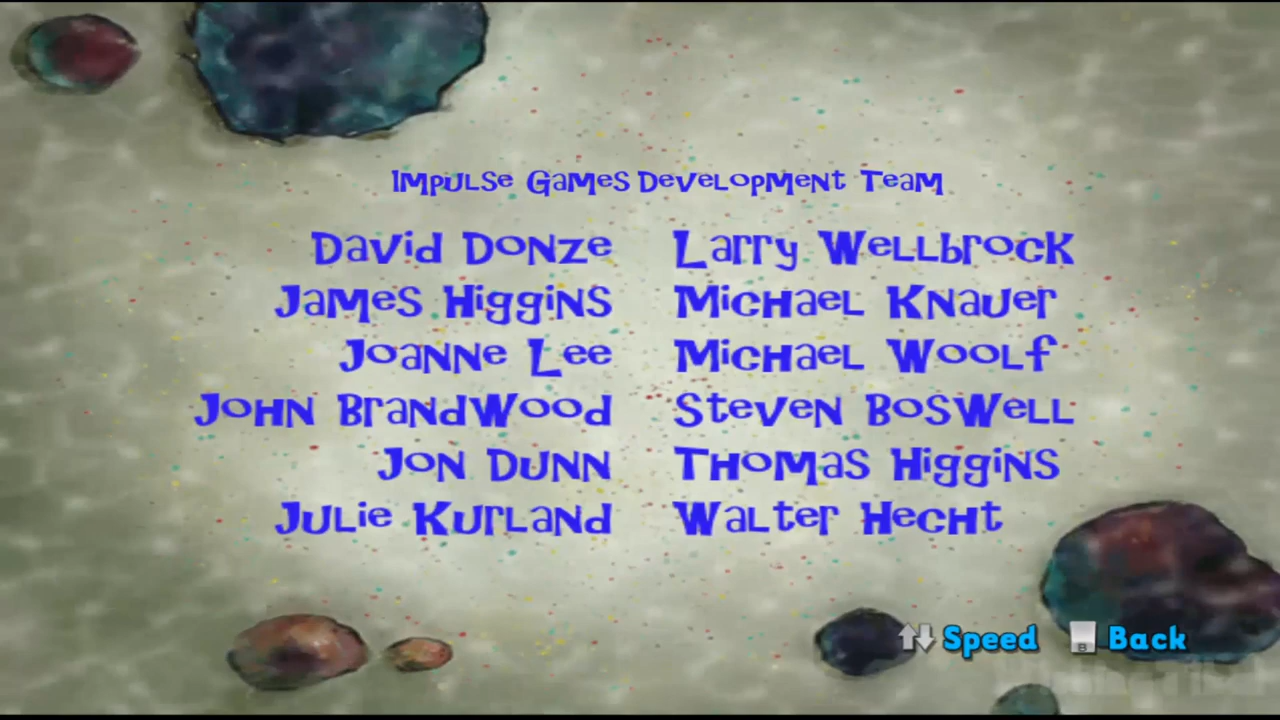 Impulse Games Development Team
David Donze Larry Wellbrock
James Higgins Michael Knauer
Joanne Lee Michael Woolf
John Brandwood Steven Boswell
Jon Dunn Thomas Higgins
Julie Kurland Walter Hecht
Speed B Back